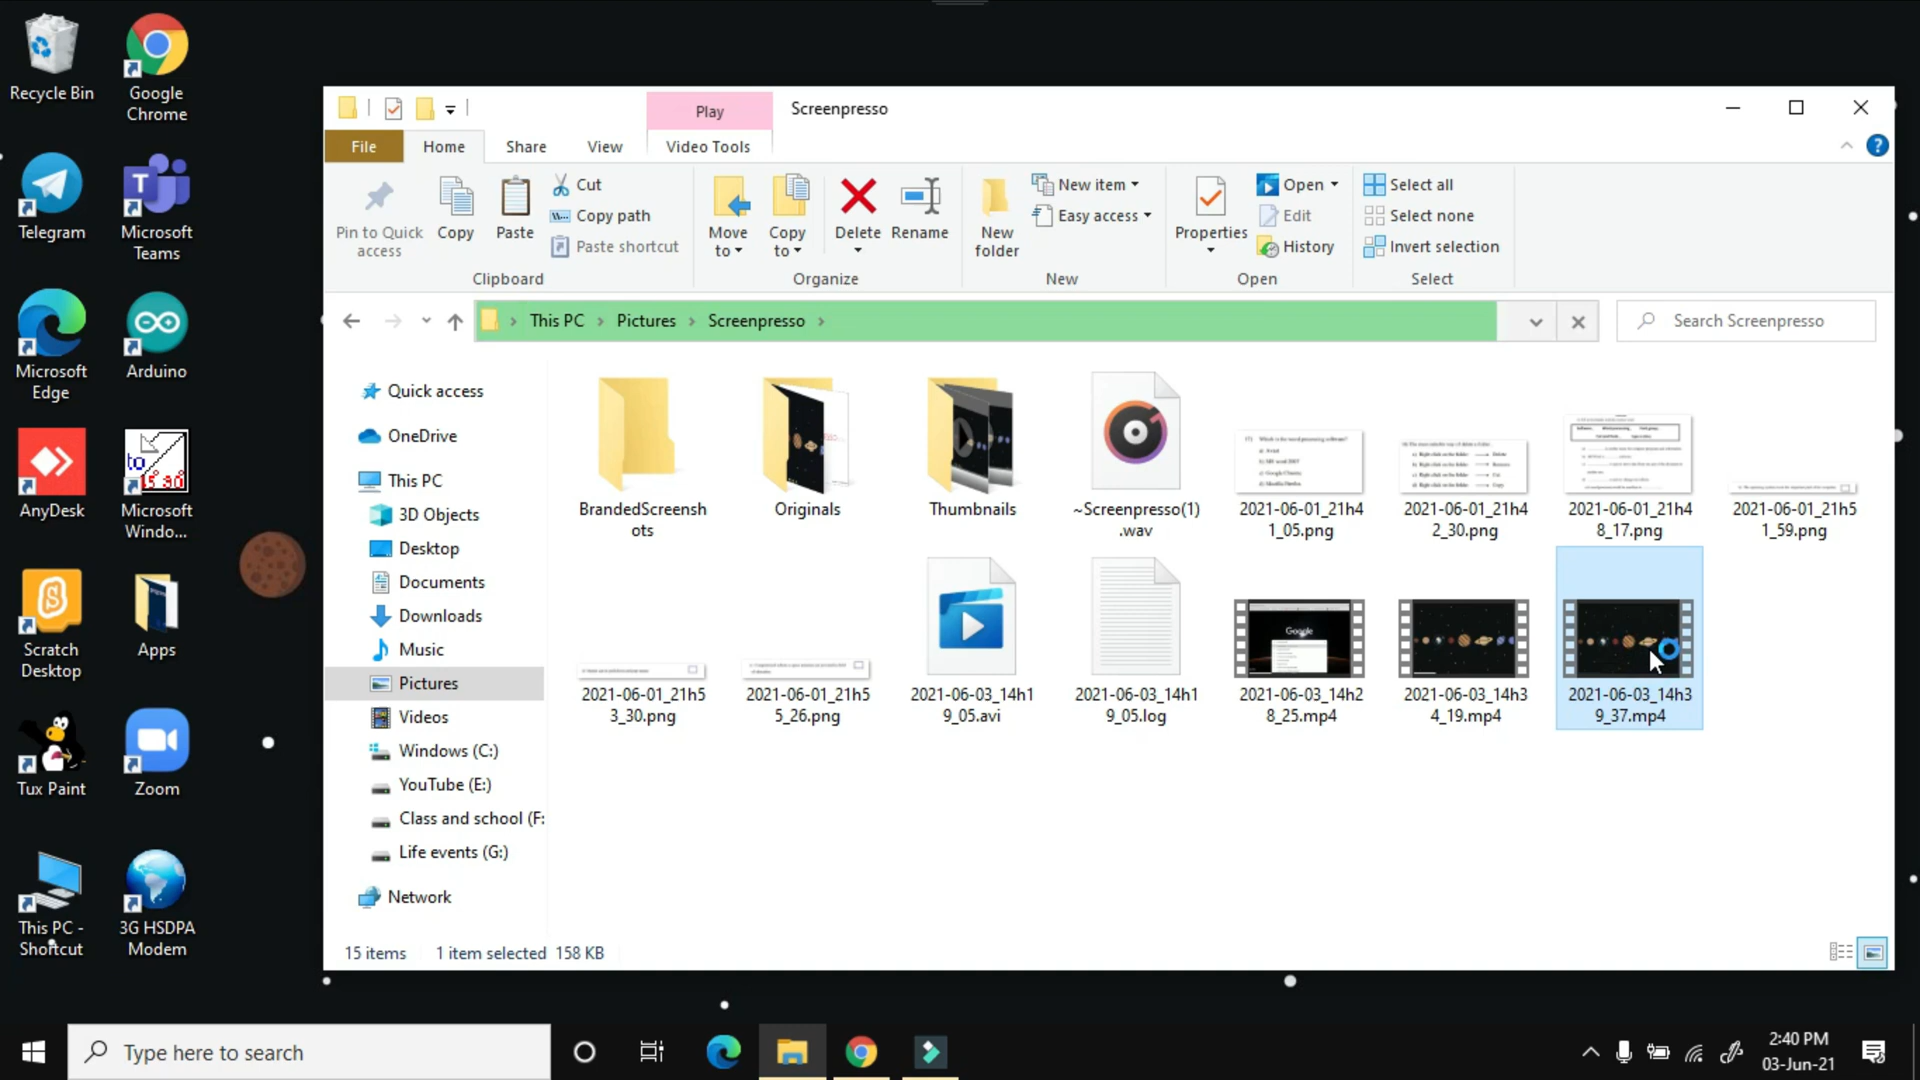 Recycle Bin
Google
Chrome
Telegram
Microsoft
Teams
Microsoft
Edge
Arduino
AnyDesk
Microsoft
Windo...
Scratch
Desktop
Apps
Tux Paint
Zoom
This PC -
Shortcut
3G HSDPA
Modem
Play
Screenpresso
File
Home
Share
View
Video Tools
Pin to Quick
access
Copy
Paste
Cut
Copy path
Paste shortcut
Clipboard
Move
to
Copy
to
Delete
Rename
Organize
New
folder
New item
Easy access
New
Properties
Open
Edit
History
Open
Select all
Select none
Invert selection
Select
This PC
Pictures
Screenpresso
Search Screenpresso
Quick access
OneDrive
This PC
3D Objects
Desktop
Documents
Downloads
Music
Pictures
Videos
Windows (C:)
YouTube (E:)
Class and school (F:
Life events (G:)
Network
BrandedScreensh
ots
Originals
Thumbnails
~Screenpresso(1)
.wav
2021-06-01_21h4
1_05.png
2021-06-01_21h4
2_30.png
2021-06-01_21h4
8_17.png
2021-06-01_21h5
1_59.png
2021-06-01_21h5
3_30.png
2021-06-01_21h5
5_26.png
2021-06-03_14h1
9_05.avi
2021-06-03_14h1
9_05.log
Google
2021-06-03_14h2
8_25.mp4
2021-06-03_14h3
4_19.mp4
2021-06-03_14h3
9_37.mp4
15 items
1 item selected 158 KB
Type here to search
2:40 PM
03-Jun-21